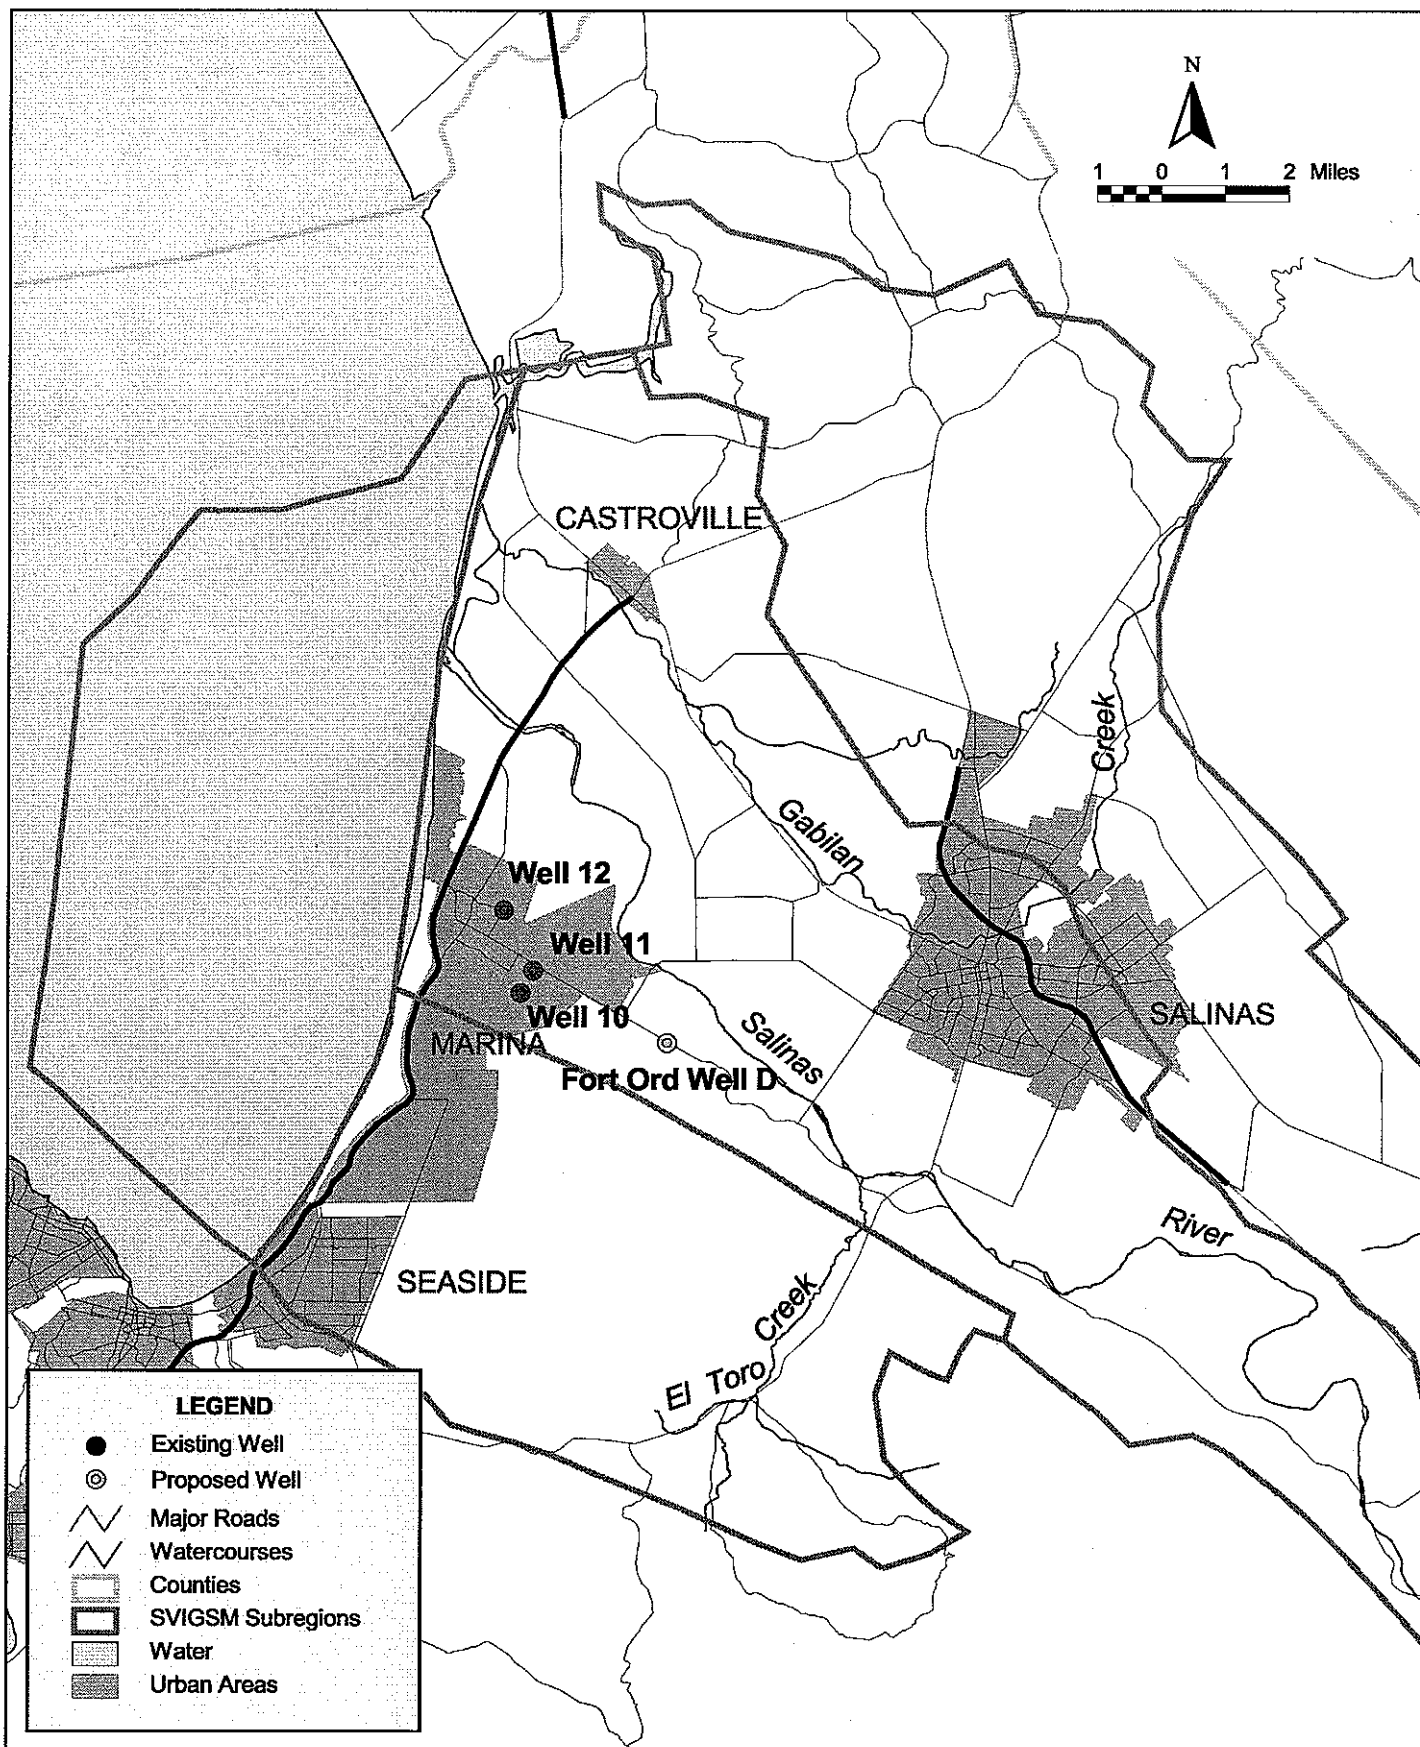 N
1 0 1 2 Miles
CASTROVILLE
Creek
Gabilan
Well 12
Well 11
Well 10
MARINA
SALINAS
Salinas
Fort Ord Well D
River
SEASIDE
Creek
El Toro
LEGEND
Existing Well
Proposed Well
Major Roads
Watercourses
Counties
SVIGSM Subregions
Water
Urban Areas